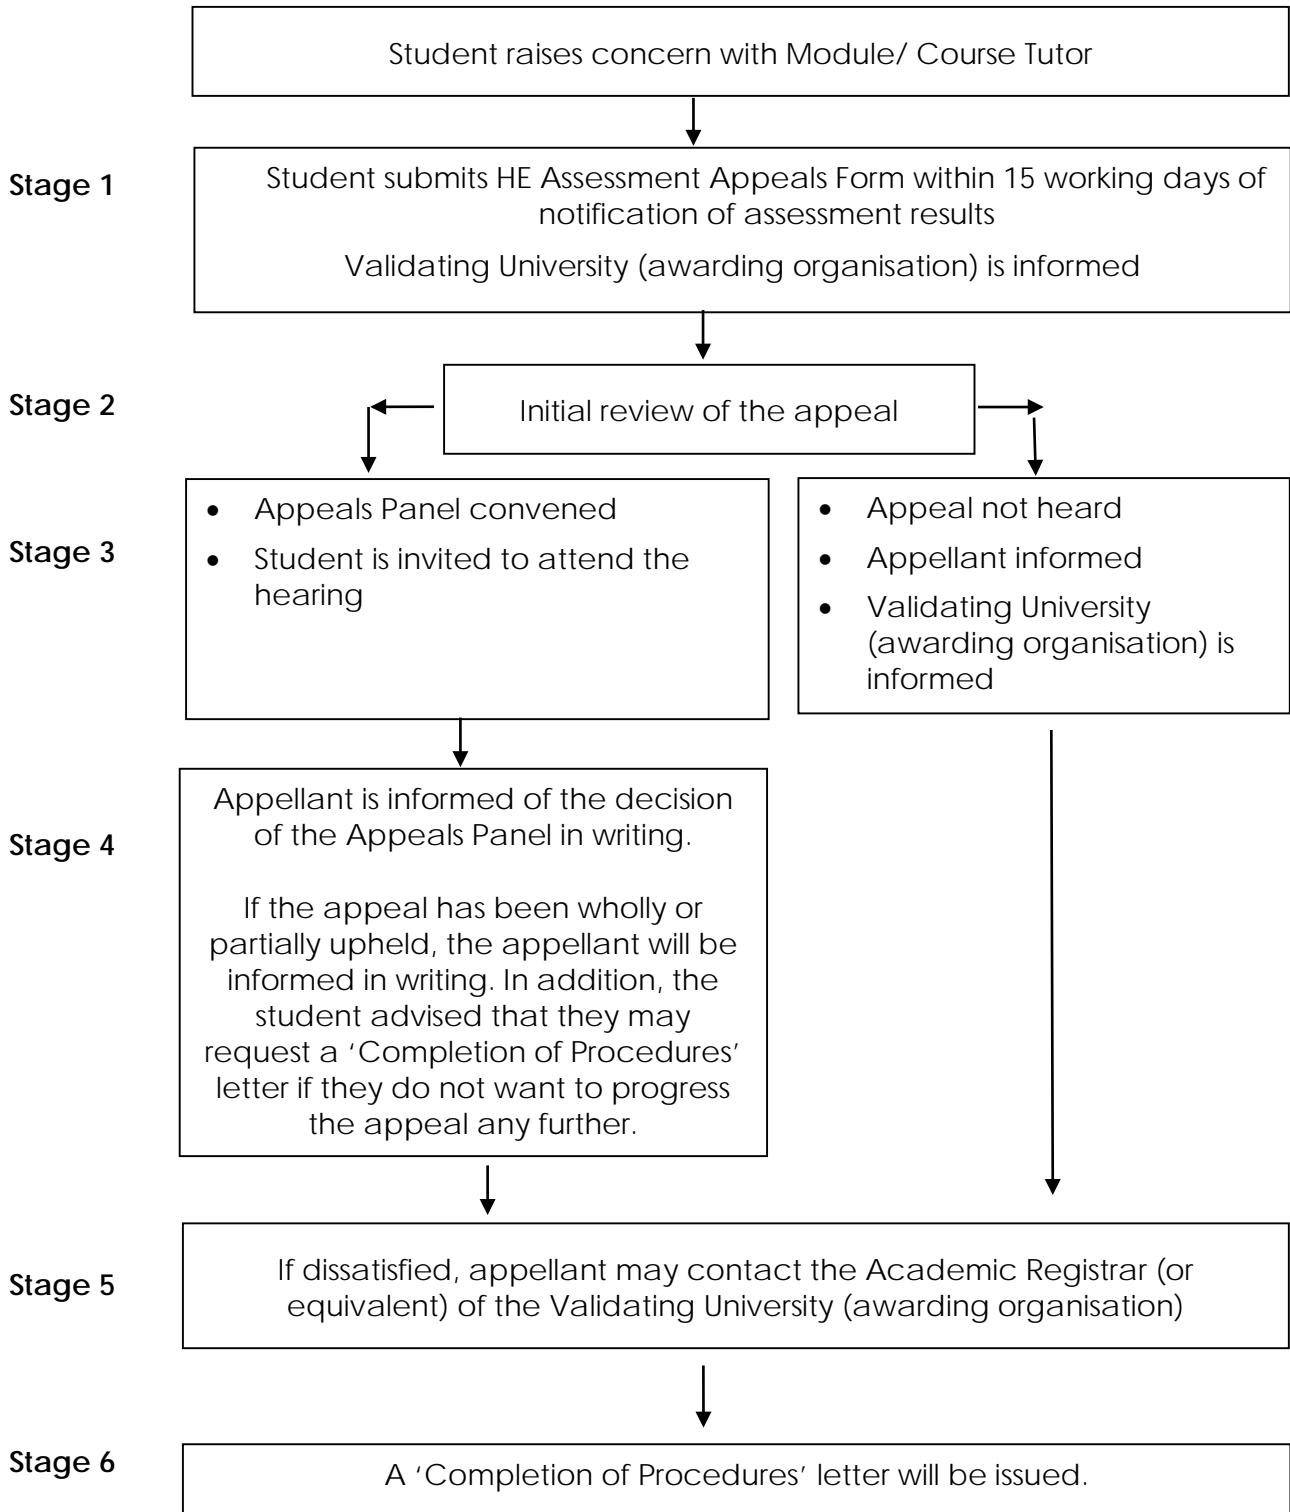 Student raises concern with Module/ Course Tutor
Stage 1
Student submits HE Assessment Appeals Form within 15 working days of
notification of assessment results
Validating University (awarding organisation) is informed
Stage 2
Initial review of the appeal
Stage 3
• Appeals Panel convened
• Student is invited to attend the
hearing
• Appeal not heard
• Appellant informed
• Validating University
(awarding organisation) is
informed
Stage 4
Appellant is informed of the decision
of the Appeals Panel in writing.
If the appeal has been wholly or
partially upheld, the appellant will be
informed in writing. In addition, the
student advised that they may
request a ‘Completion of Procedures’
letter if they do not want to progress
the appeal any further.
Stage 5
If dissatisfied, appellant may contact the Academic Registrar (or
equivalent) of the Validating University (awarding organisation)
Stage 6
A ‘Completion of Procedures’ letter will be issued.